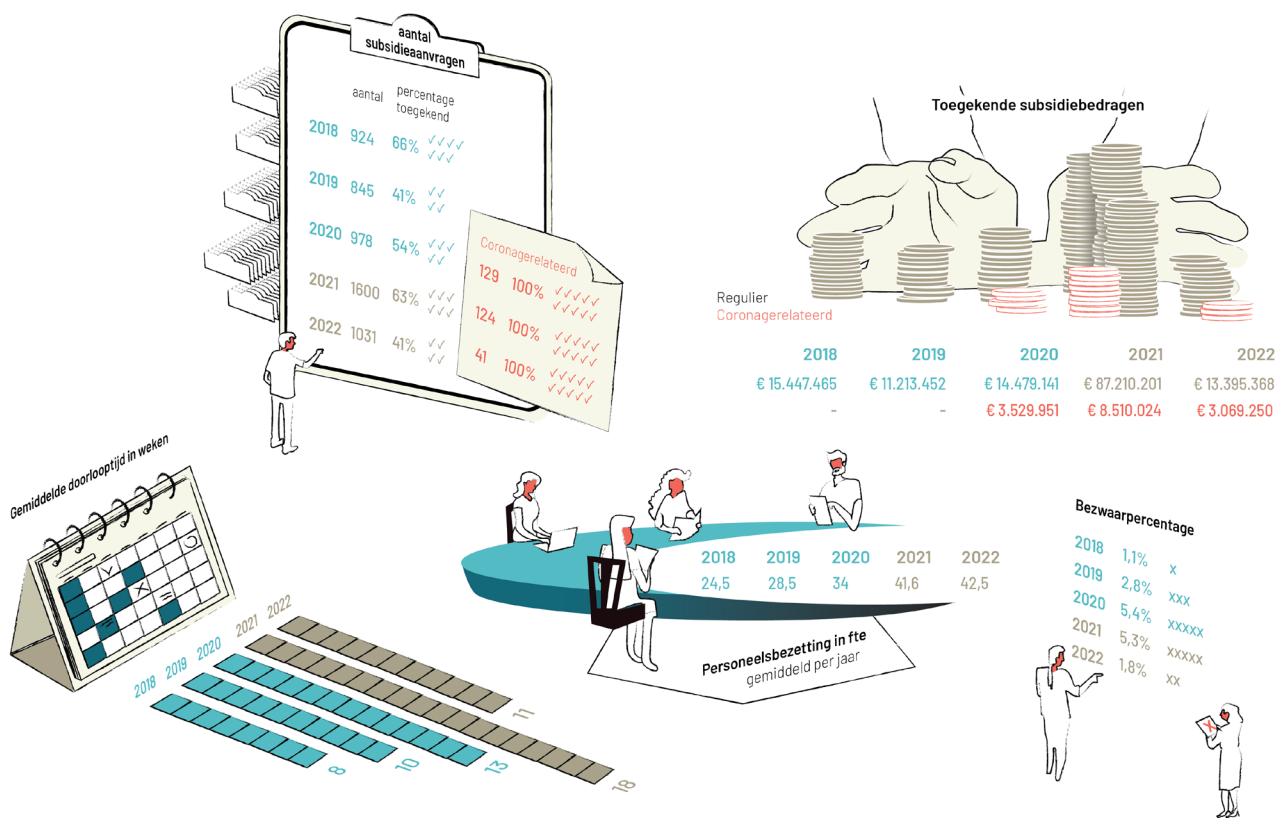 aantal
subsidieaanvragen
aantal percentage
toegekend
2018 924 66% ✓✓✓✓
✓✓✓
2019 845 41% ✓✓
✓✓
2020 978 54% ✓✓✓
✓✓
2021 1600 63% ✓✓✓
✓✓✓
2022 1031 41% ✓✓
✓✓
Coronagerelateerd
129 100% ✓✓✓✓✓
✓✓✓✓✓
124 100% ✓✓✓✓✓
✓✓✓✓✓
41 100% ✓✓✓✓✓
✓✓✓✓✓
Toegekende subsidiebedragen
Regulier
Coronagerelateerd
2018 2019 2020 2021 2022
€ 15.447.465 € 11.213.452 € 14.479.141 € 87.210.201 € 13.395.368
- - € 3.529.951 € 8.510.024 € 3.069.250
Gemiddelde doorlooptijd in weken
2018 2019 2020 2021 2022
8 10 13 18 11
2018 2019 2020 2021 2022
24,5 28,5 34 41,6 42,5
Personeelsbezetting in fte
gemiddeld per jaar
Bezwaarpercentage
2018 1,1% x
2019 2,8% xxx
2020 5,4% xxxxx
2021 5,3% xxxxx
2022 1,8% xx